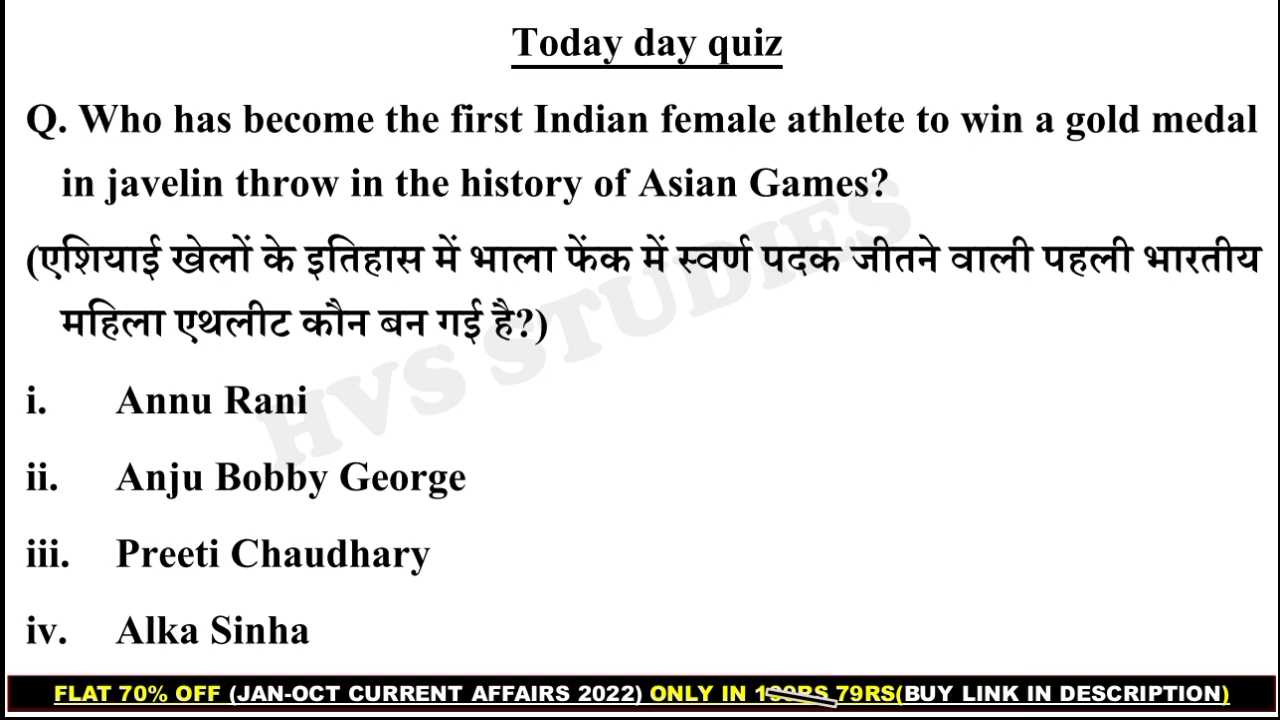 Today day quiz
Q. Who has become the first Indian female athlete to win a gold medal
in javelin throw in the history of Asian Games?
(एशियाई खेलों के इतिहास में भाला फेंक में स्वर्ण पदक जीतने वाली पहली भारतीय
महिला एथलीट कौन बन गई है?)
HVS STUDIES
i. Annu Rani
ii. Anju Bobby George
iii. Preeti Chaudhary
iv. Alka Sinha
FLAT 70% OFF (JAN-OCT CURRENT AFFAIRS 2022) ONLY IN 79RS(BUY LINK IN DESCRIPTION)